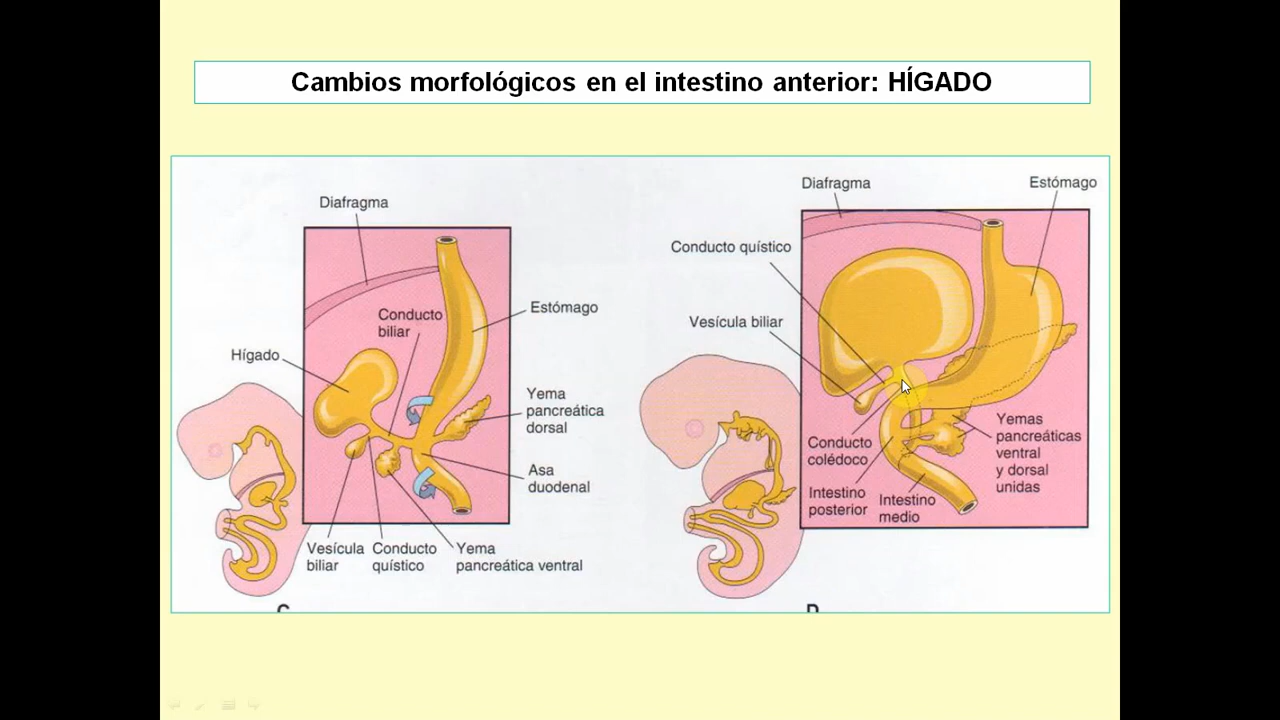 Cambios morfológicos en el intestino anterior: HÍGADO
Diafragma
Conducto
biliar
Estómago
Hígado
Yema
pancreática
dorsal
Asa
duodenal
Vesícula
biliar
Conducto
quístico
Yema
pancreática ventral
C
Diafragma
Estómago
Conducto quístico
Vesícula biliar
Conducto
colédoco
Intestino
posterior
Intestino
medio
Yemas
pancreáticas
ventral
y dorsal
unidas
D